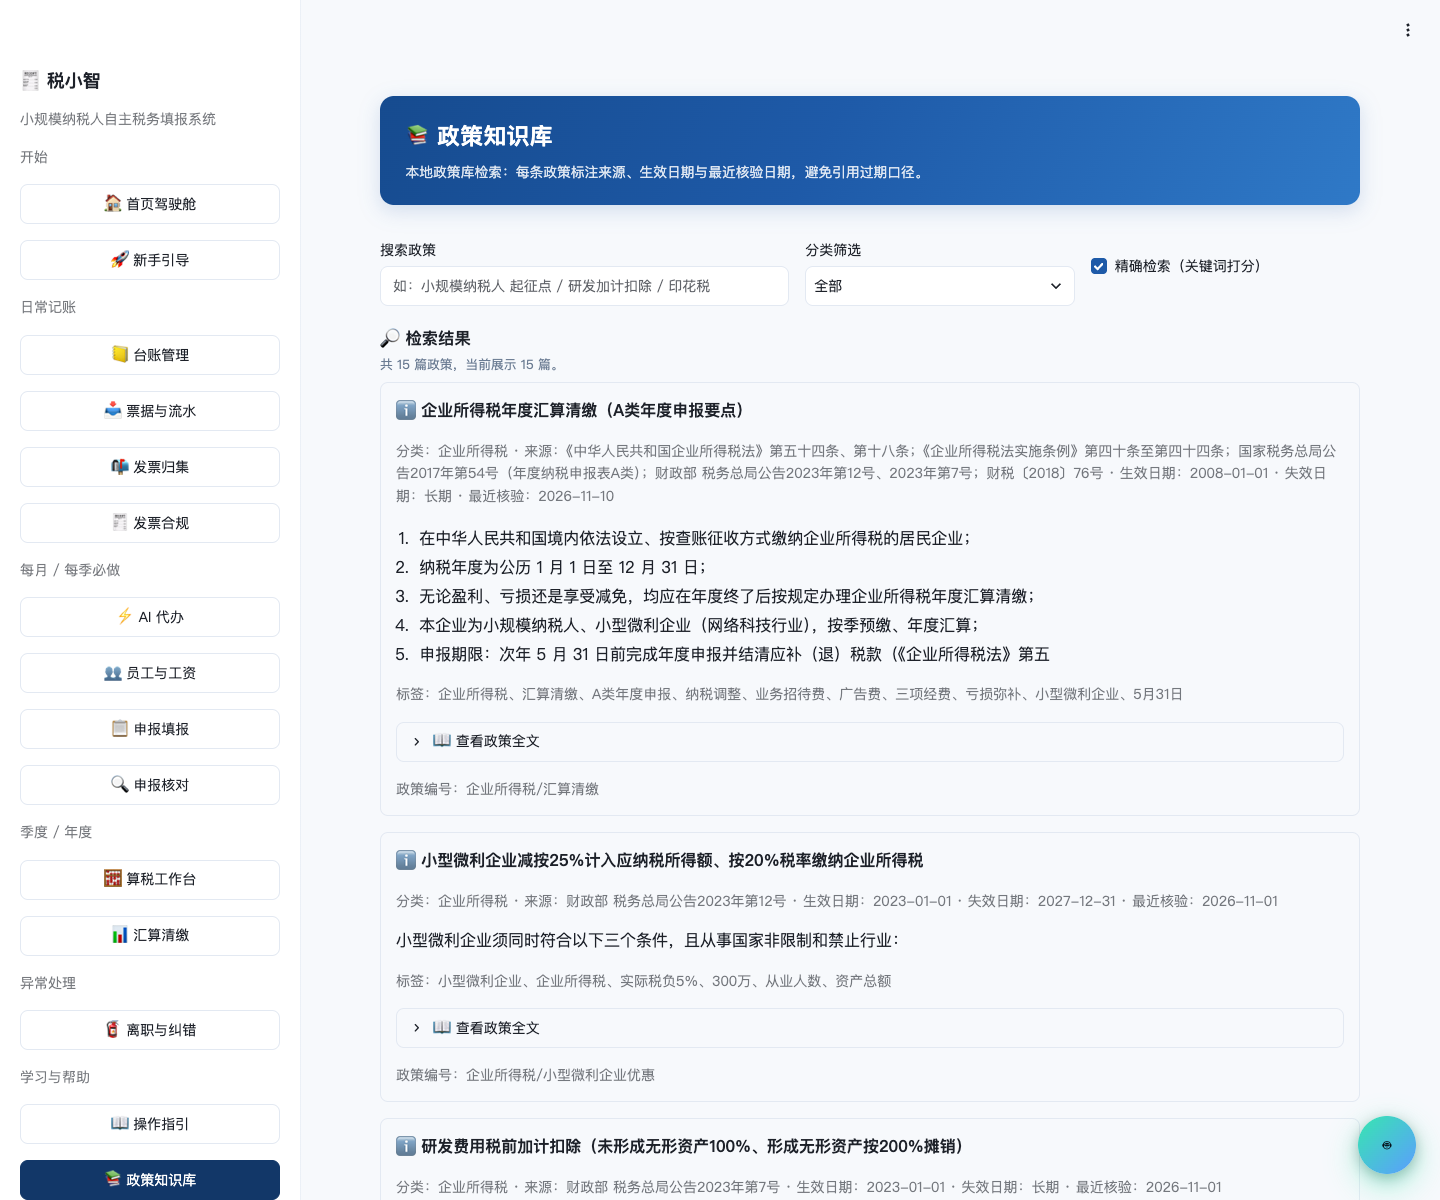 税小智
小规模纳税人自主税务填报系统
开始
首页驾驶舱
新手引导
日常记账
台账管理
票据与流水
发票归集
发票合规
每月 / 每季必做
AI 代办
员工与工资
申报填报
申报核对
季度 / 年度
算税工作台
汇算清缴
异常处理
离职与纠错
学习与帮助
操作指引
政策知识库
政策知识库
本地政策库检索：每条政策标注来源、生效日期与最近核验日期，避免引用过期口径。
搜索政策
如：小规模纳税人 起征点 / 研发加计扣除 / 印花税
分类筛选
全部
精确检索（关键词打分）
检索结果
共 15 篇政策，当前展示 15 篇。
企业所得税年度汇算清缴（A类年度申报要点）
分类：企业所得税 · 来源：《中华人民共和国企业所得税法》第五十四条、第十八条；《企业所得税法实施条例》第四十条至第四十四条；国家税务总局公
告2017年第54号（年度纳税申报表A类）；财政部 税务总局公告2023年第12号、2023年第7号；财税〔2018〕76号 · 生效日期：2008-01-01 · 失效日
期：长期 · 最近核验：2026-11-10
1. 在中华人民共和国境内依法设立、按查账征收方式缴纳企业所得税的居民企业；
2. 纳税年度为公历 1 月 1 日至 12 月 31 日；
3. 无论盈利、亏损还是享受减免，均应在年度终了后按规定办理企业所得税年度汇算清缴；
4. 本企业为小规模纳税人、小型微利企业（网络科技行业），按季预缴、年度汇算；
5. 申报期限：次年 5 月 31 日前完成年度申报并结清应补（退）税款（《企业所得税法》第五
标签：企业所得税、汇算清缴、A类年度申报、纳税调整、业务招待费、广告费、三项经费、亏损弥补、小型微利企业、5月31日
查看政策全文
政策编号：企业所得税/汇算清缴
小型微利企业减按25%计入应纳税所得额、按20%税率缴纳企业所得税
分类：企业所得税 · 来源：财政部 税务总局公告2023年第12号 · 生效日期：2023-01-01 · 失效日期：2027-12-31 · 最近核验：2026-11-01
小型微利企业须同时符合以下三个条件，且从事国家非限制和禁止行业：
标签：小型微利企业、企业所得税、实际税负5%、300万、从业人数、资产总额
查看政策全文
政策编号：企业所得税/小型微利企业优惠
研发费用税前加计扣除（未形成无形资产100%、形成无形资产按200%摊销）
分类：企业所得税 · 来源：财政部 税务总局公告2023年第7号 · 生效日期：2023-01-01 · 失效日期：长期 · 最近核验：2026-11-01